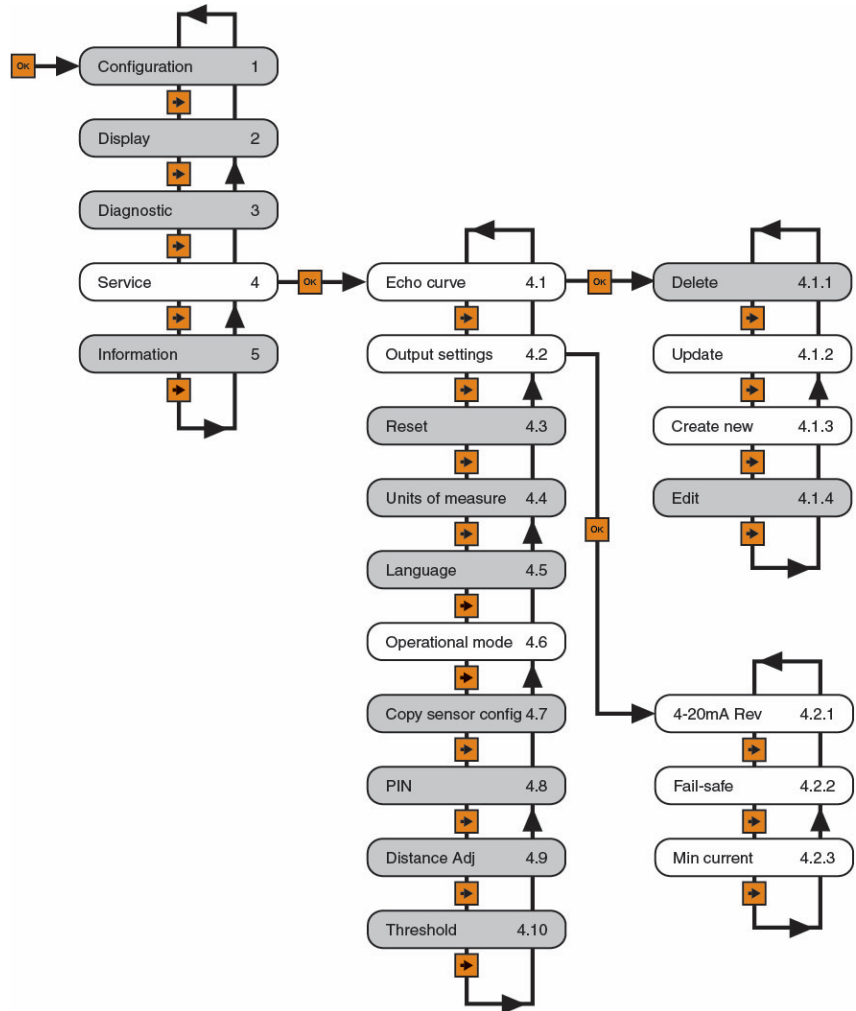 OK
Configuration 1
Display 2
Diagnostic 3
Service 4
Information 5
OK
Echo curve 4.1
Output settings 4.2
Reset 4.3
Units of measure 4.4
Language 4.5
Operational mode 4.6
Copy sensor config 4.7
PIN 4.8
Distance Adj 4.9
Threshold 4.10
OK
Delete 4.1.1
Update 4.1.2
Create new 4.1.3
Edit 4.1.4
OK
4-20mA Rev 4.2.1
Fail-safe 4.2.2
Min current 4.2.3